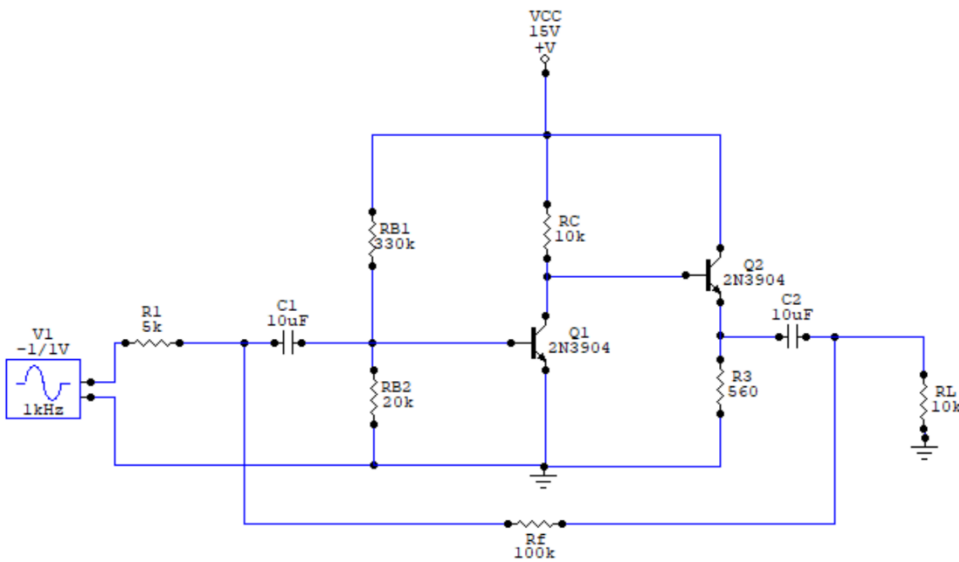 VCC
15V
+V
RB1
330k
RC
10k
Q2
2N3904
R1
5k
C1
10uF
C2
10uF
V1
-1/1V
1kHz
Q1
2N3904
RB2
20k
R3
560
RL
10k
Rf
100k